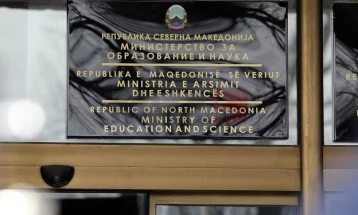 РЕПУБЛИКА СЕВЕРНА МАКЕДОНИЈА
МИНИСТЕРСТВО ЗА
ОБРАЗОВАНИЕ И НАУКА
REPUBLIKA E MAQEDONISË SË VERIUT
MINISTRIA E ARSIMIT
DHE E SHKENCËS
REPUBLIC OF NORTH MACEDONIA
MINISTRY OF
EDUCATION AND SCIENCE